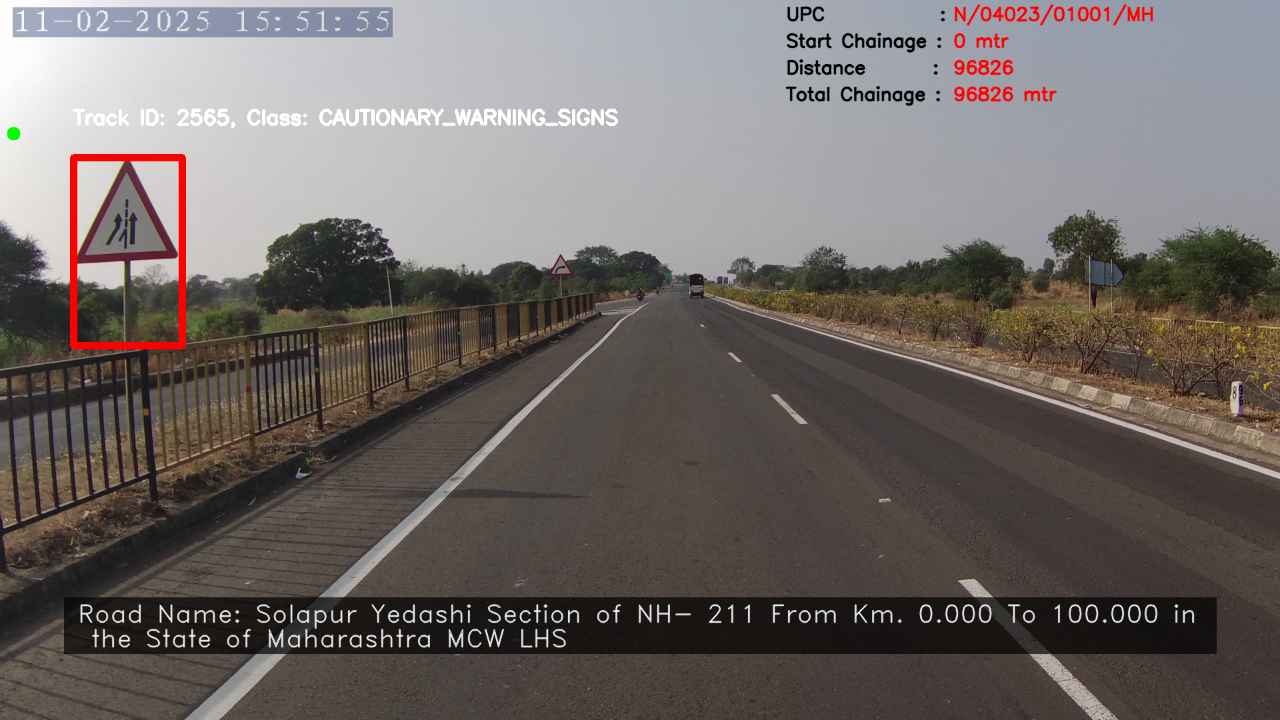 11-02-2025 15:51:55
UPC : N/04023/01001/MH
Start Chainage : 0 mtr
Distance : 96826
Total Chainage : 96826 mtr
Track ID: 2565, Class: CAUTIONARY_WARNING_SIGNS
Road Name: Solapur Yedashi Section of NH- 211 From Km. 0.000 To 100.000 in
the State of Maharashtra MCW LHS